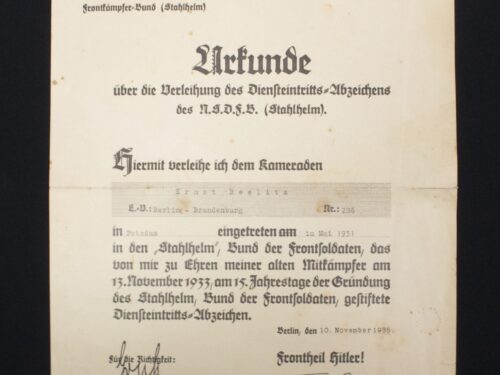 Frontkämpfer-Bund (Stahlhelm)
Urkunde
über die Verleihung des Diensteintritts-Abzeichens
des N.S.D.F.B. (Stahlhelm).
Hiermit verleihe ich dem Kameraden
Ernst Beelitz
L.-V.: Berlin - Brandenburg Nr.: 286
in Potsdam eingetreten am im Mai 1931
in den „Stahlhelm", Bund der Frontsoldaten, das
von mir zu Ehren meiner alten Mitkämpfer am
13. November 1933, am 15. Jahrestage der Gründung
des Stahlhelm, Bund der Frontsoldaten, gestiftete
Diensteintritts-Abzeichen.
Berlin, den 10. November 1935.
Für die Richtigkeit: Frontheil Hitler!